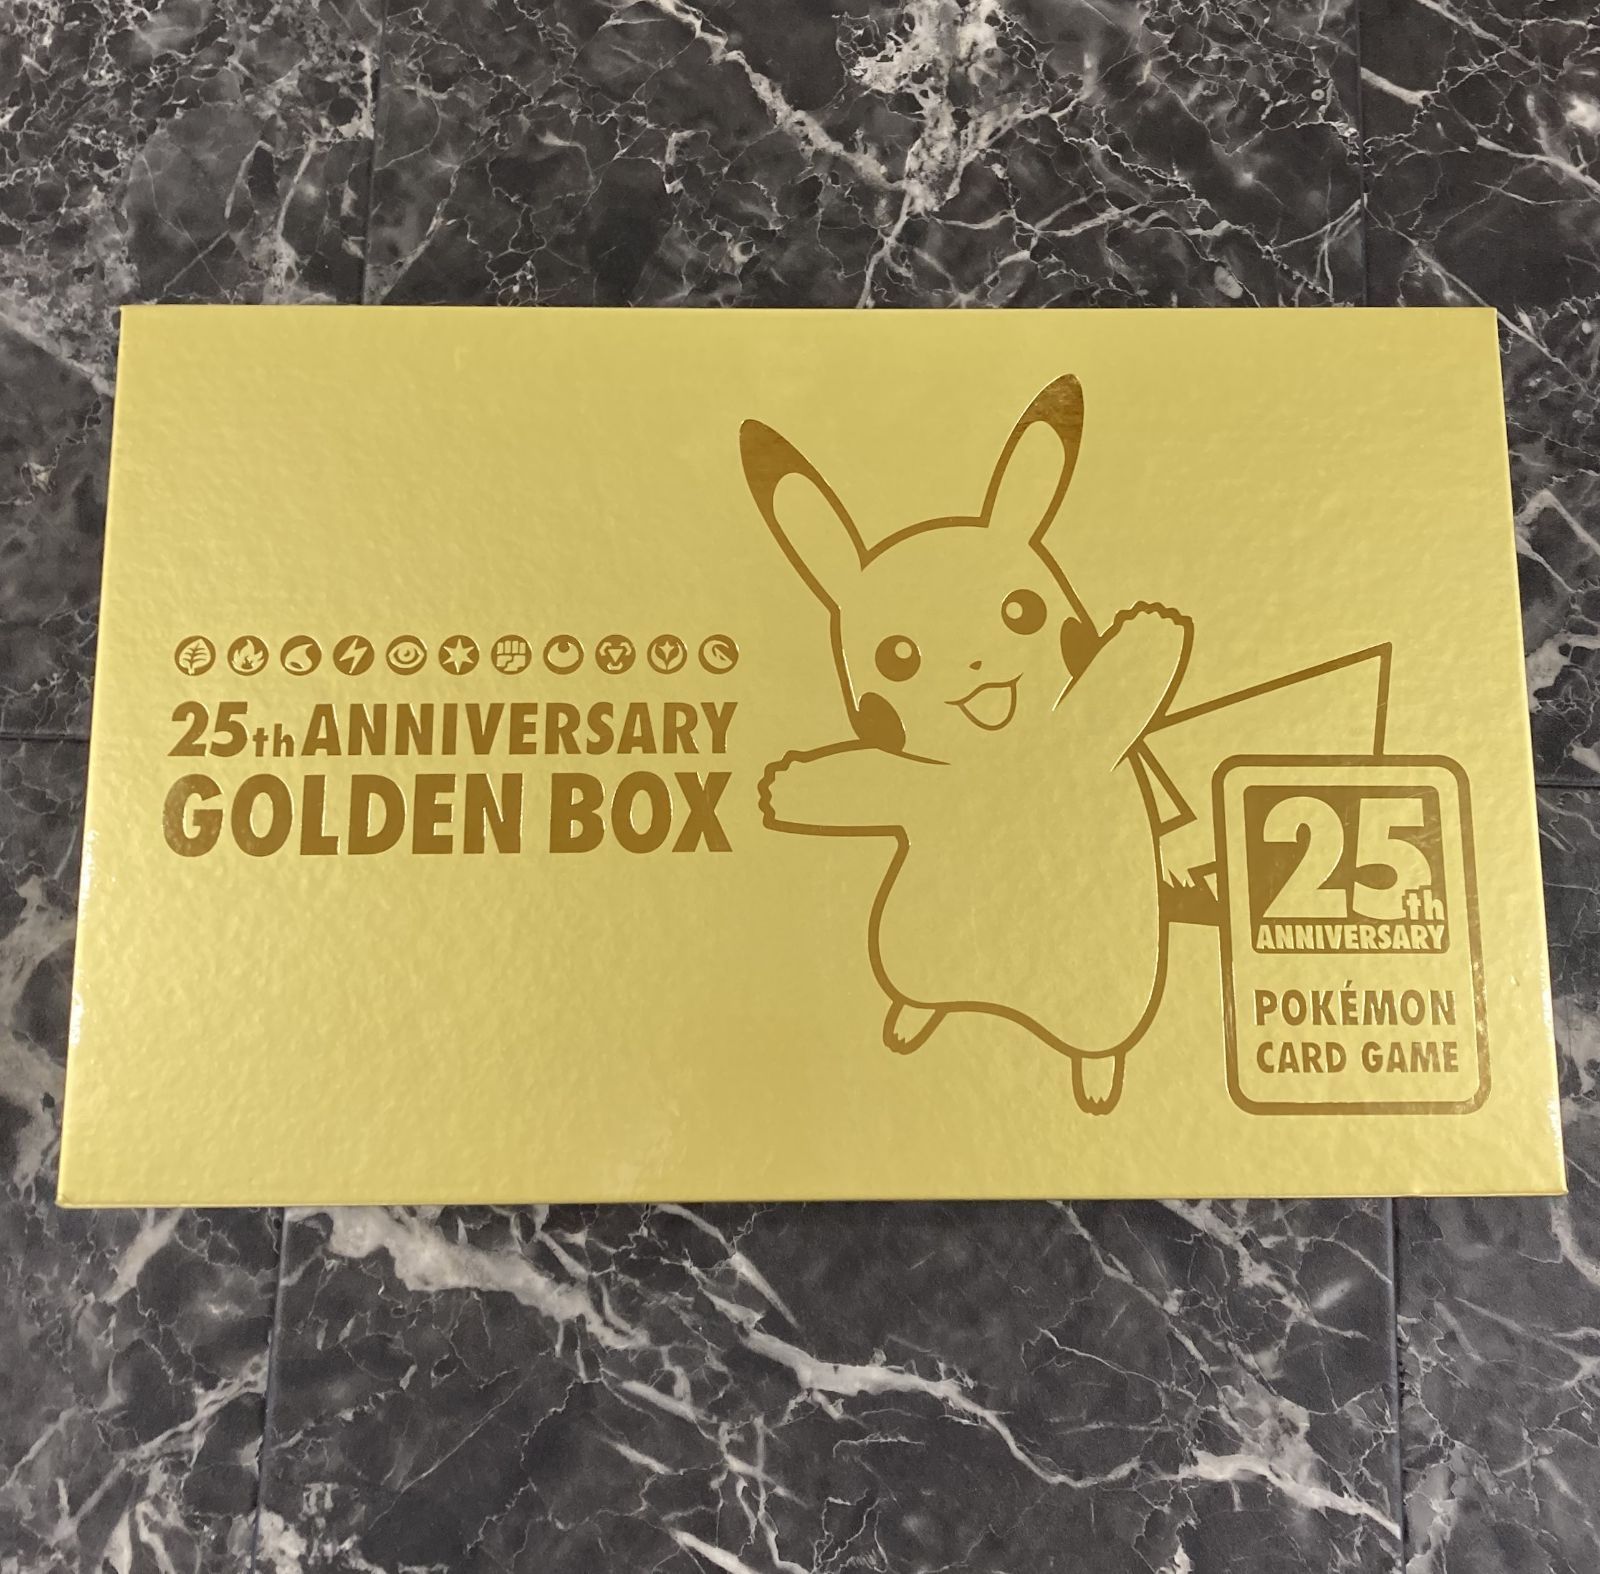 25th ANNIVERSARY
GOLDEN BOX
25th
ANNIVERSARY
POKÉMON
CARD GAME